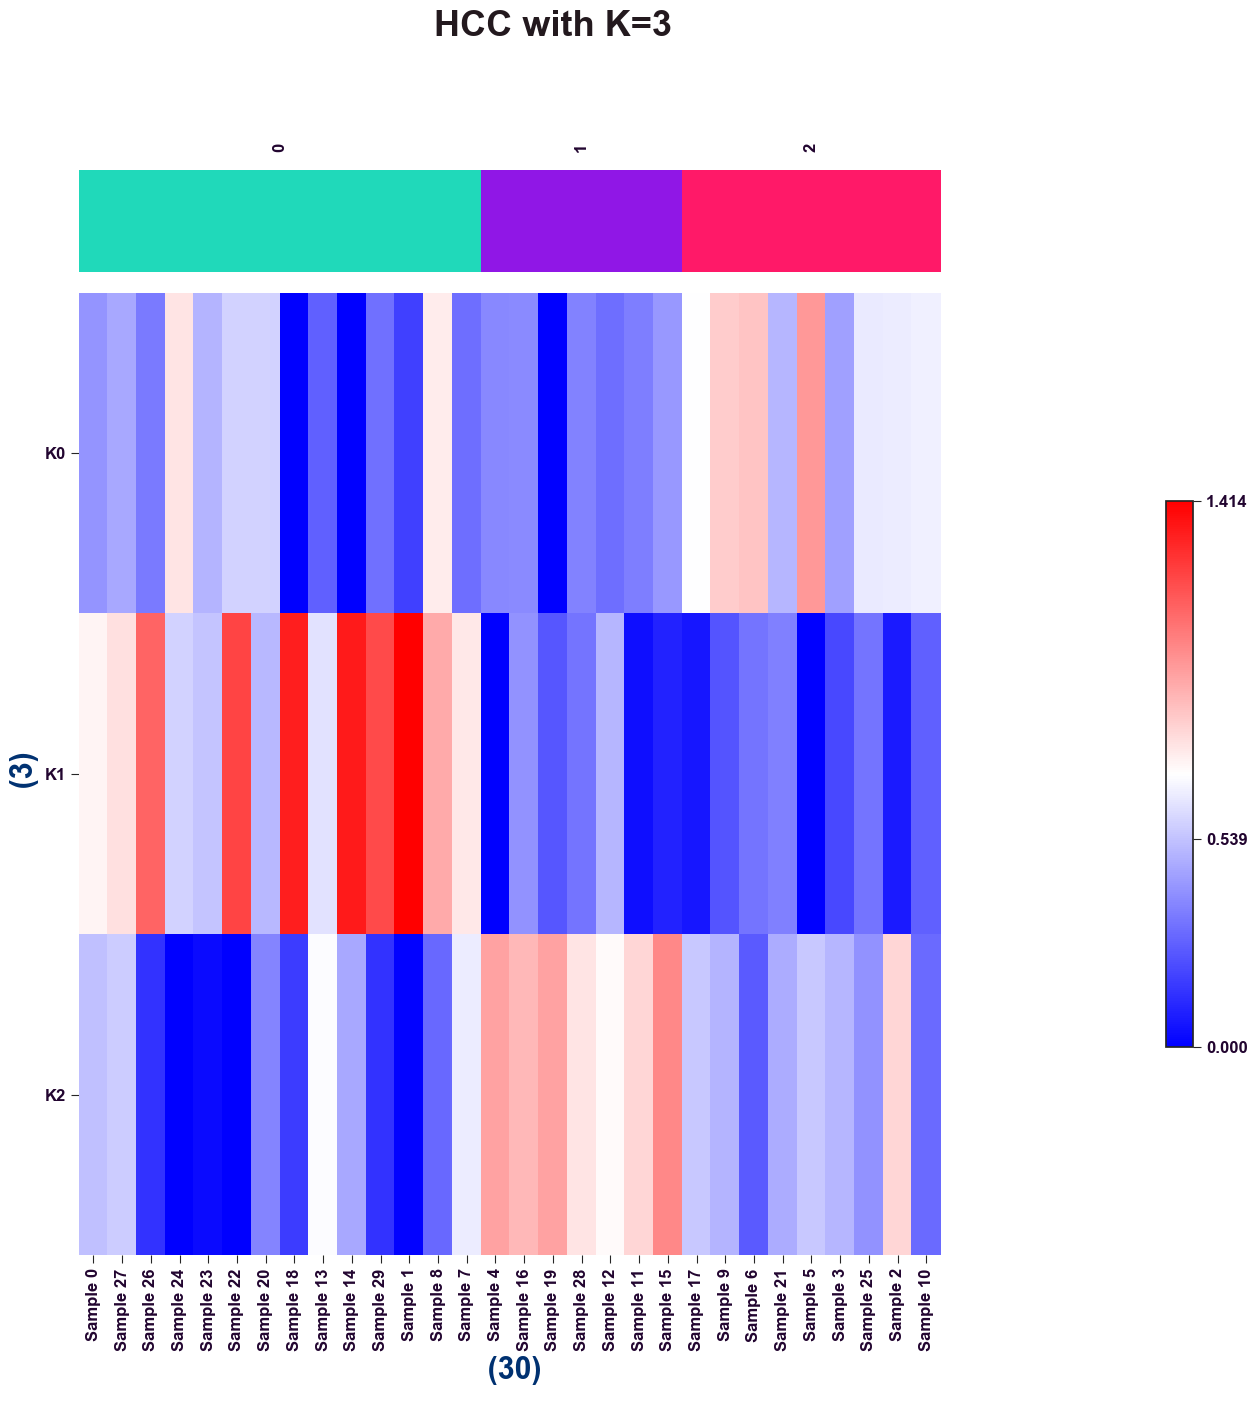 HCC with K=3
0
1
2
K0
K1
K2
(3)
1.414
0.539
0.000
Sample 0
Sample 27
Sample 26
Sample 24
Sample 23
Sample 22
Sample 20
Sample 18
Sample 13
Sample 14
Sample 29
Sample 1
Sample 8
Sample 7
Sample 4
Sample 16
Sample 19
Sample 28
Sample 12
Sample 11
Sample 15
Sample 17
Sample 9
Sample 6
Sample 21
Sample 5
Sample 3
Sample 25
Sample 2
Sample 10
(30)